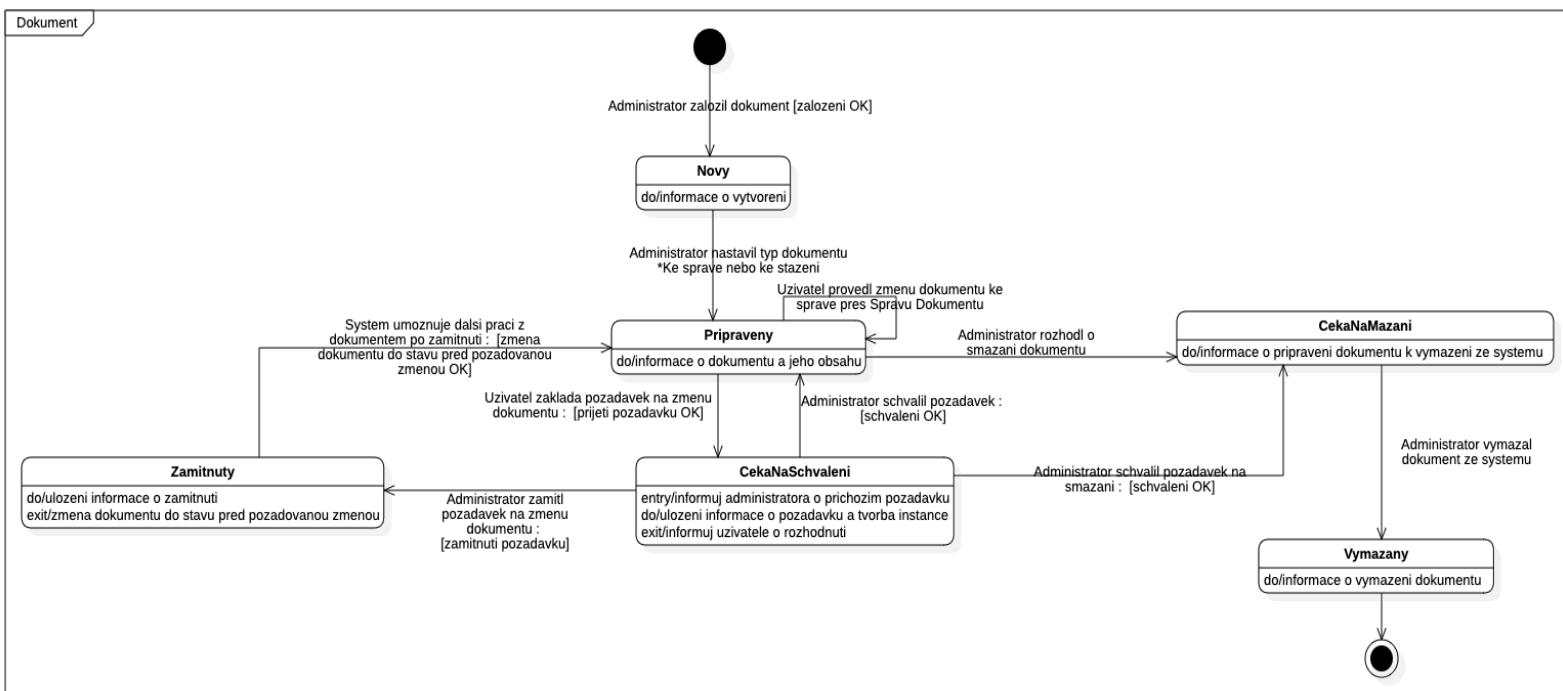 Dokument
Administrator zalozil dokument [zalozeni OK]
Novy
do/informace o vytvoreni
Administrator nastavil typ dokumentu
*Ke sprave nebo ke stazeni
Uzivatel provedl zmenu dokumentu ke
sprave pres Spravu Dokumentu
System umoznuje dalsi praci z
dokumentem po zamitnuti :  [zmena
dokumentu do stavu pred pozadovanou
zmenou OK]
Pripraveny
do/informace o dokumentu a jeho obsahu
Administrator rozhodl o
smazani dokumentu
CekaNaMazani
do/informace o pripraveni dokumentu k vymazeni ze systemu
Uzivatel zaklada pozadavek na zmenu
dokumentu :  [prijeti pozadavku OK]
Administrator schvalil pozadavek :
[schvaleni OK]
Zamitnuty
do/ulozeni informace o zamitnuti
exit/zmena dokumentu do stavu pred pozadovanou zmenou
Administrator zamitl
pozadavek na zmenu
dokumentu :
[zamitnuti pozadavku]
CekaNaSchvaleni
entry/informuj administratora o prichozim pozadavku
do/ulozeni informace o pozadavku a tvorba instance
exit/informuj uzivatele o rozhodnuti
Administrator schvalil pozadavek na
smazani :  [schvaleni OK]
Administrator vymazal
dokument ze systemu
Vymazany
do/informace o vymazeni dokumentu